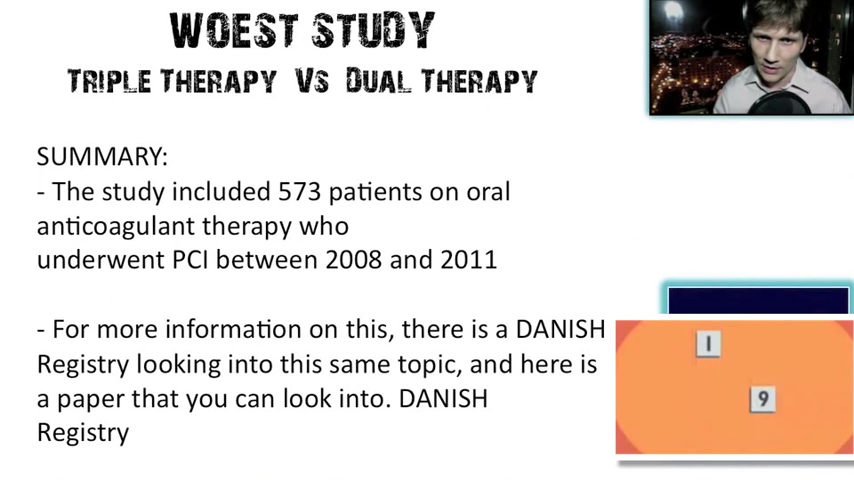 WOEST STUDY
TRIPLE THERAPY VS DUAL THERAPY
SUMMARY:
- The study included 573 patients on oral
anticoagulant therapy who
underwent PCI between 2008 and 2011
- For more information on this, there is a DANISH
Registry looking into this same topic, and here is
a paper that you can look into. DANISH
Registry
I
9